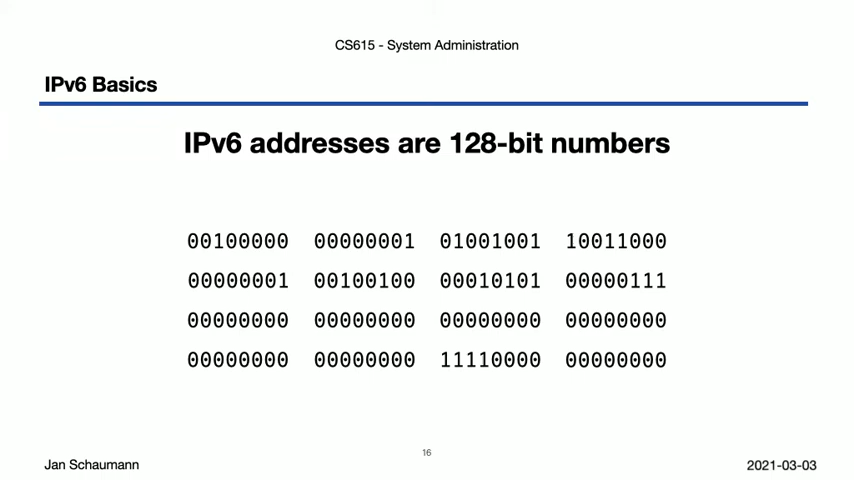 CS615 - System Administration
IPv6 Basics
IPv6 addresses are 128-bit numbers
00100000 00000001 01001001 10011000
00000001 00100100 00010101 00000111
00000000 00000000 00000000 00000000
00000000 00000000 11110000 00000000
16
Jan Schaumann 2021-03-03